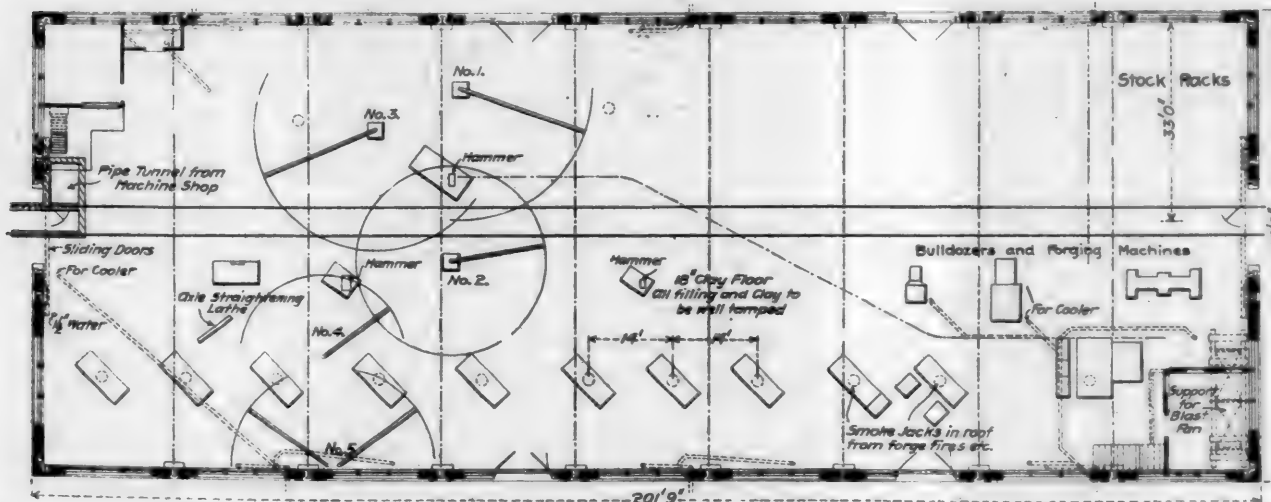 No. 1.
No. 3.
Stock Racks
33'0"
Hammer
Pipe Tunnel from
Machine Shop
Sliding Doors
For Cooler
Hammer
No. 2.
Hammer
18" Clay Floor
All filling and Clay to
be well tamped
Bulldozers and Forging Machines
For Cooler
Axle Straightening
Lathe
Water
No. 4.
14'
14'
Support
for
Blast
Fan
Smoke Jacks in roof
from forge fires etc.
No. 5.
201'9"